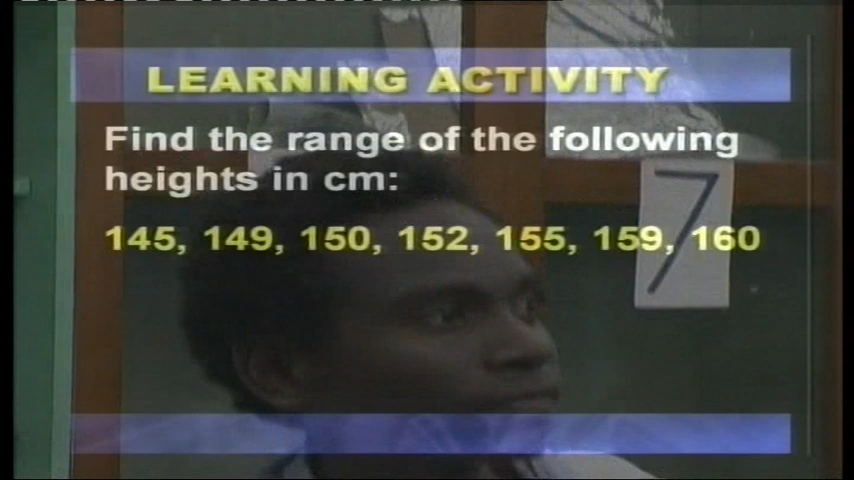 LEARNING ACTIVITY
Find the range of the following
heights in cm:
145, 149, 150, 152, 155, 159, 160
7